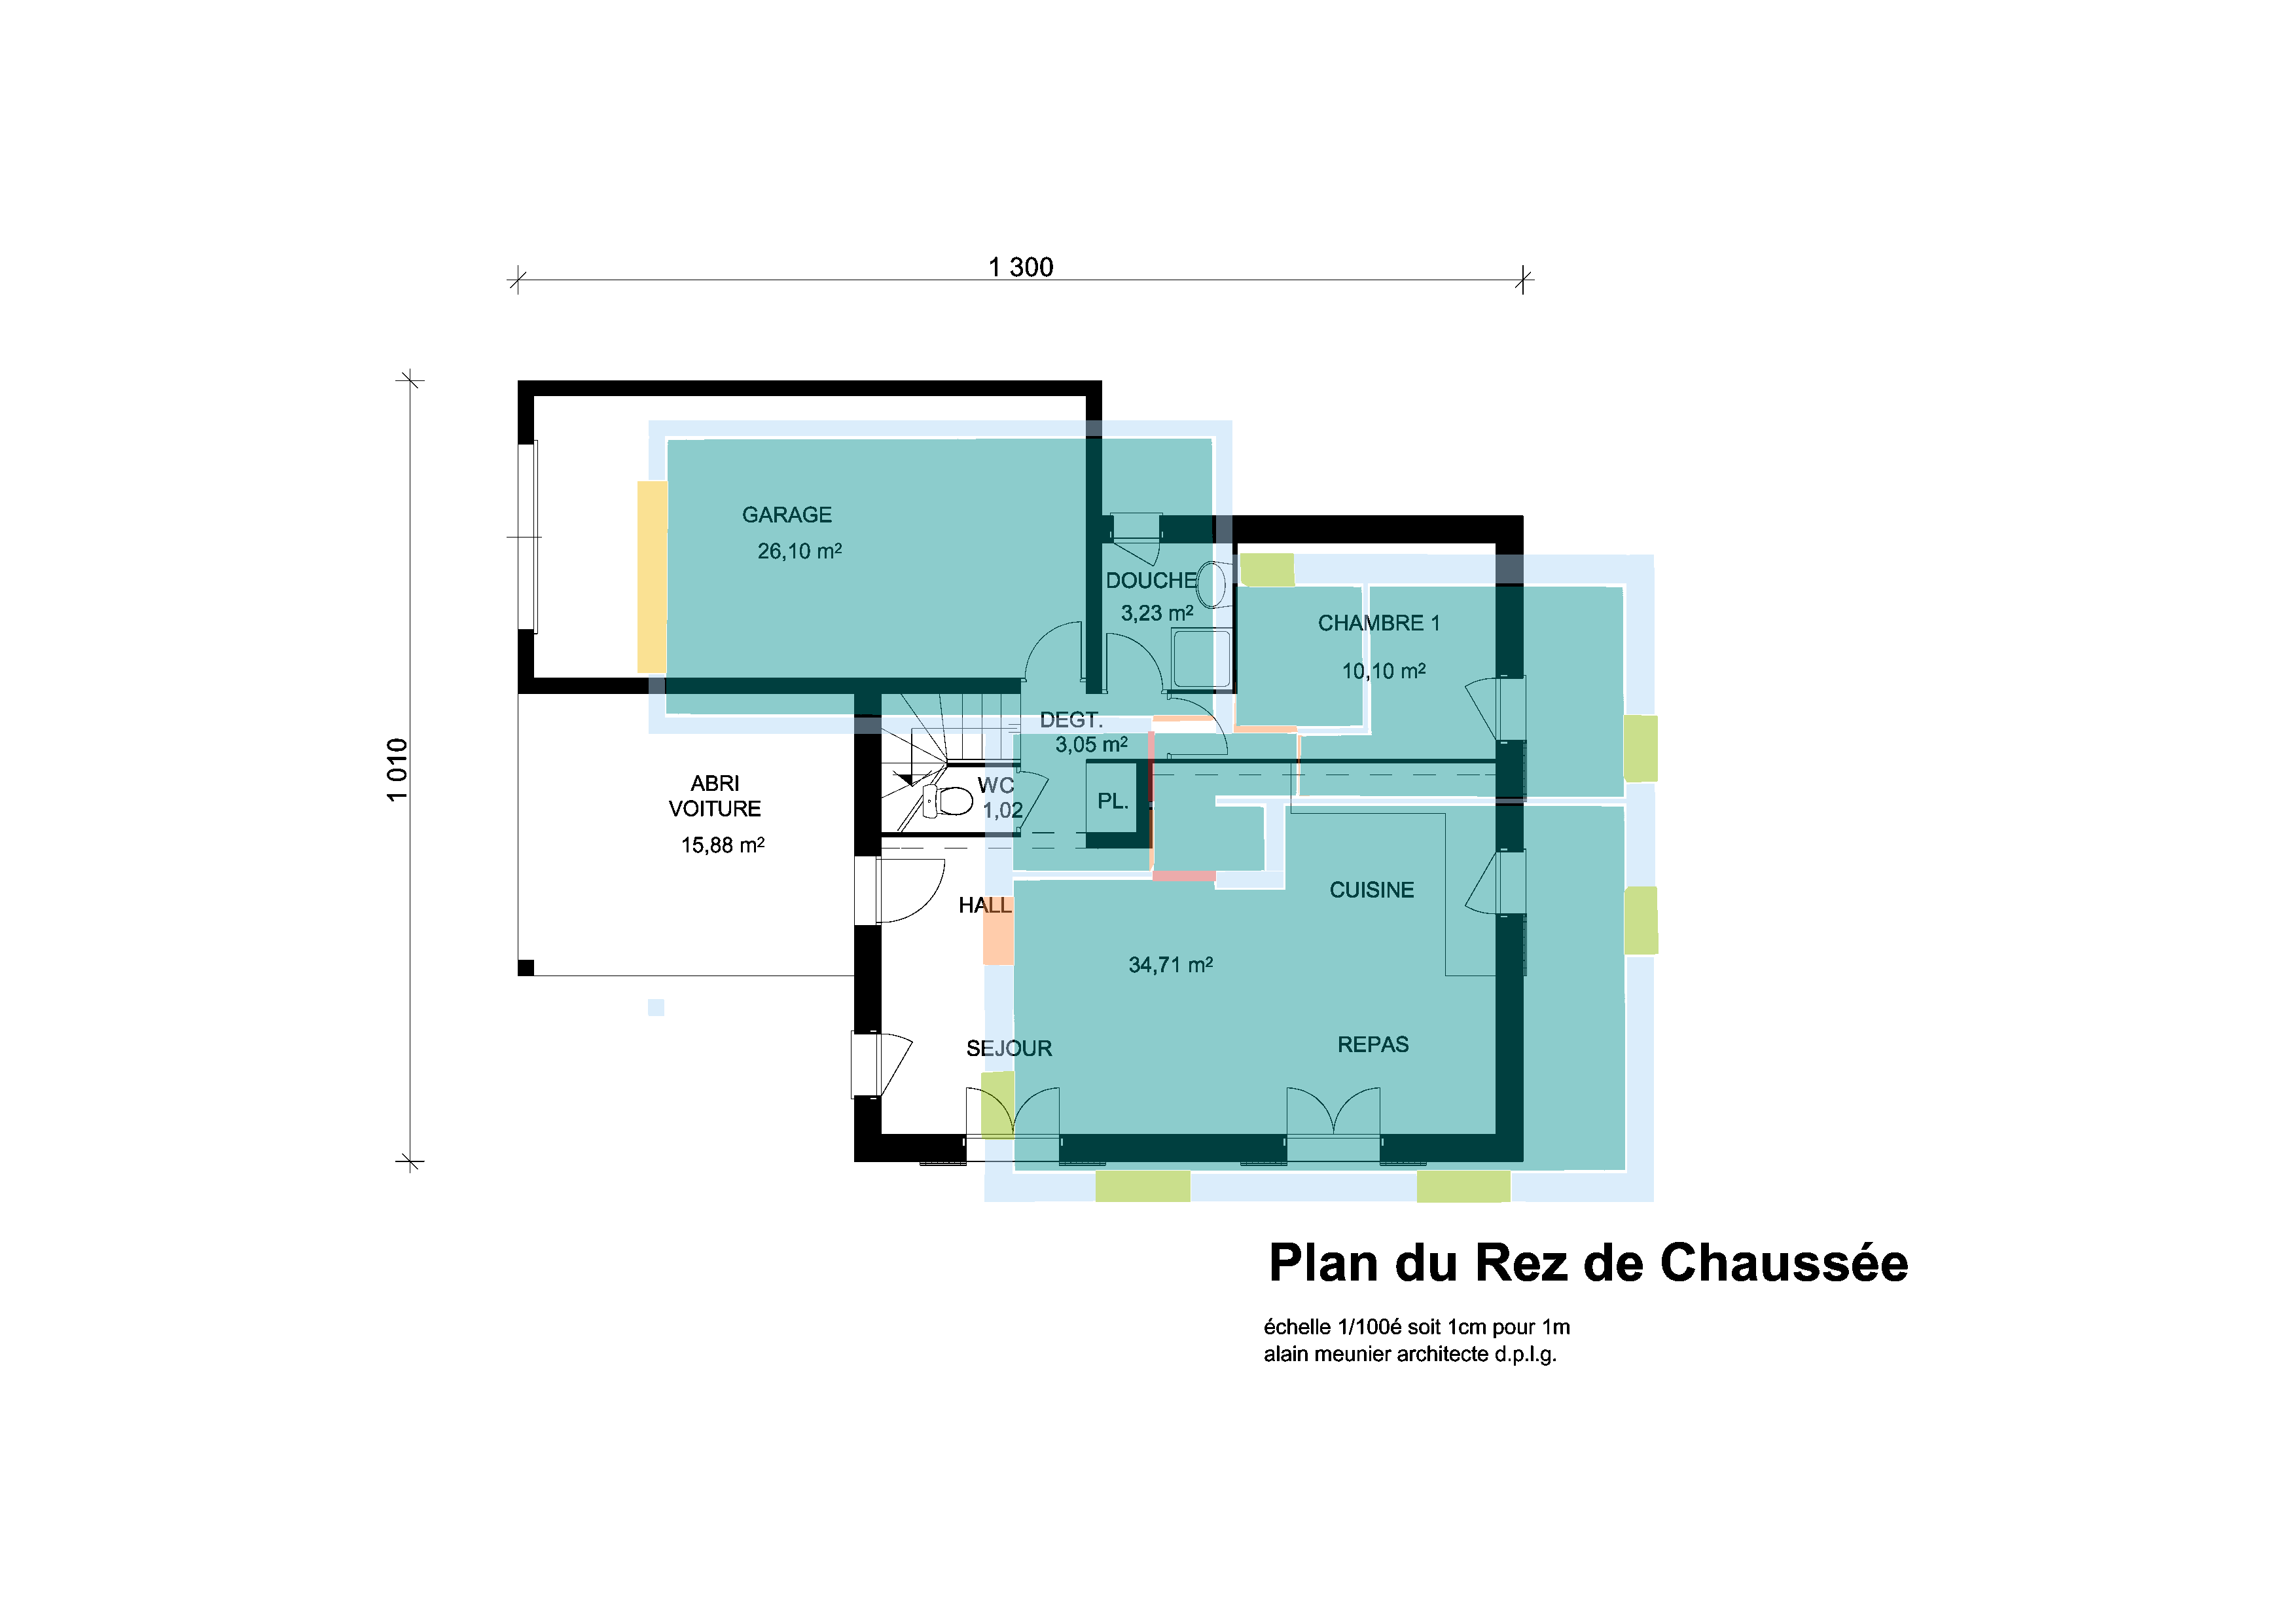 1 300
GARAGE
26,10 m²
DOUCHE
3,23 m²
CHAMBRE 1
10,10 m²
DEGT.
3,05 m²
1 010
ABRI
VOITURE
15,88 m²
WC
1,02
PL.
HALL
CUISINE
34,71 m²
SEJOUR
REPAS
Plan du Rez de Chaussée
échelle 1/100é soit 1cm pour 1m
alain meunier architecte d.p.l.g.